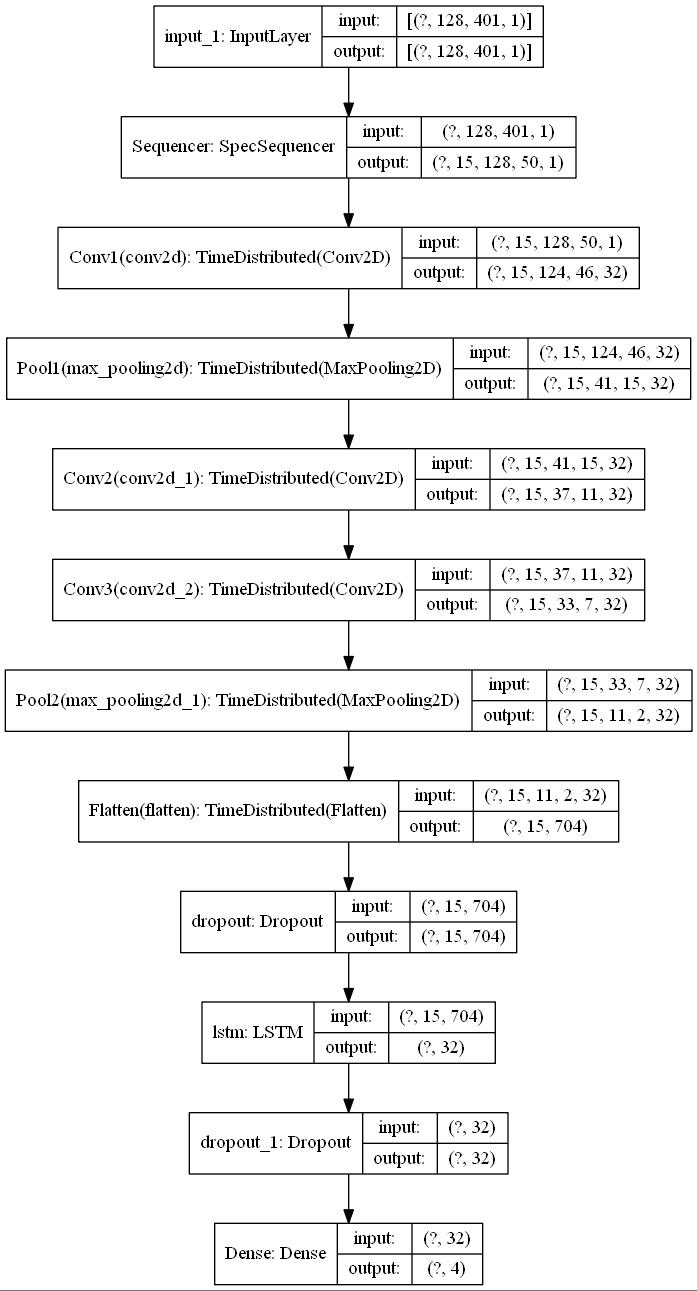 input_1: InputLayer
input: [(?, 128, 401, 1)]
output: [(?, 128, 401, 1)]
Sequencer: SpecSequencer
input: (?, 128, 401, 1)
output: (?, 15, 128, 50, 1)
Conv1(conv2d): TimeDistributed(Conv2D)
input: (?, 15, 128, 50, 1)
output: (?, 15, 124, 46, 32)
Pool1(max_pooling2d): TimeDistributed(MaxPooling2D)
input: (?, 15, 124, 46, 32)
output: (?, 15, 41, 15, 32)
Conv2(conv2d_1): TimeDistributed(Conv2D)
input: (?, 15, 41, 15, 32)
output: (?, 15, 37, 11, 32)
Conv3(conv2d_2): TimeDistributed(Conv2D)
input: (?, 15, 37, 11, 32)
output: (?, 15, 33, 7, 32)
Pool2(max_pooling2d_1): TimeDistributed(MaxPooling2D)
input: (?, 15, 33, 7, 32)
output: (?, 15, 11, 2, 32)
Flatten(flatten): TimeDistributed(Flatten)
input: (?, 15, 11, 2, 32)
output: (?, 15, 704)
dropout: Dropout
input: (?, 15, 704)
output: (?, 15, 704)
lstm: LSTM
input: (?, 15, 704)
output: (?, 32)
dropout_1: Dropout
input: (?, 32)
output: (?, 32)
Dense: Dense
input: (?, 32)
output: (?, 4)